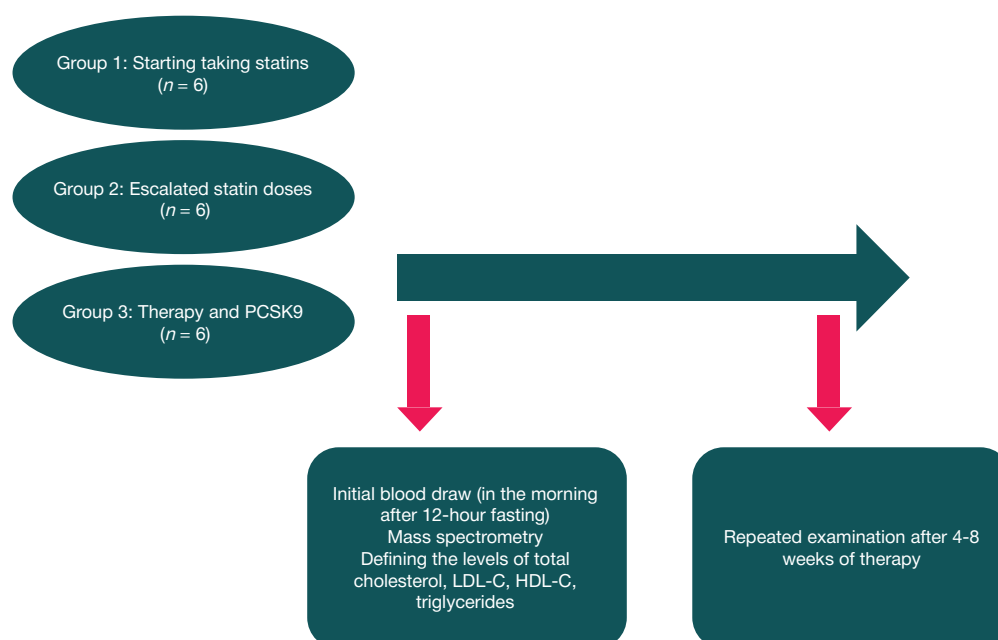 Group 1: Starting taking statins
(n = 6)
Group 2: Escalated statin doses
(n = 6)
Group 3: Therapy and PCSK9
(n = 6)
Initial blood draw (in the morning
after 12-hour fasting)
Mass spectrometry
Defining the levels of total
cholesterol, LDL-C, HDL-C,
triglycerides
Repeated examination after 4-8
weeks of therapy